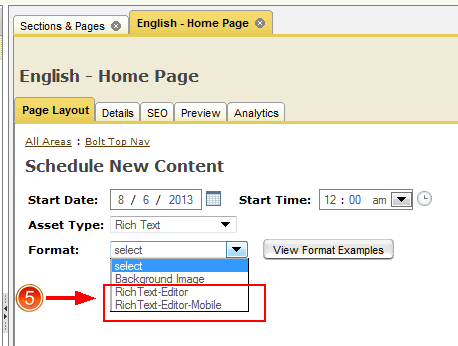 Sections & Pages English - Home Page
English - Home Page
Page Layout Details SEO Preview Analytics
All Areas : Bolt Top Nav
Schedule New Content
Start Date: 8 / 6 / 2013 Start Time: 12 : 00 am
Asset Type: Rich Text
Format: select View Format Examples
select
Background Image
5 RichText-Editor
RichText-Editor-Mobile